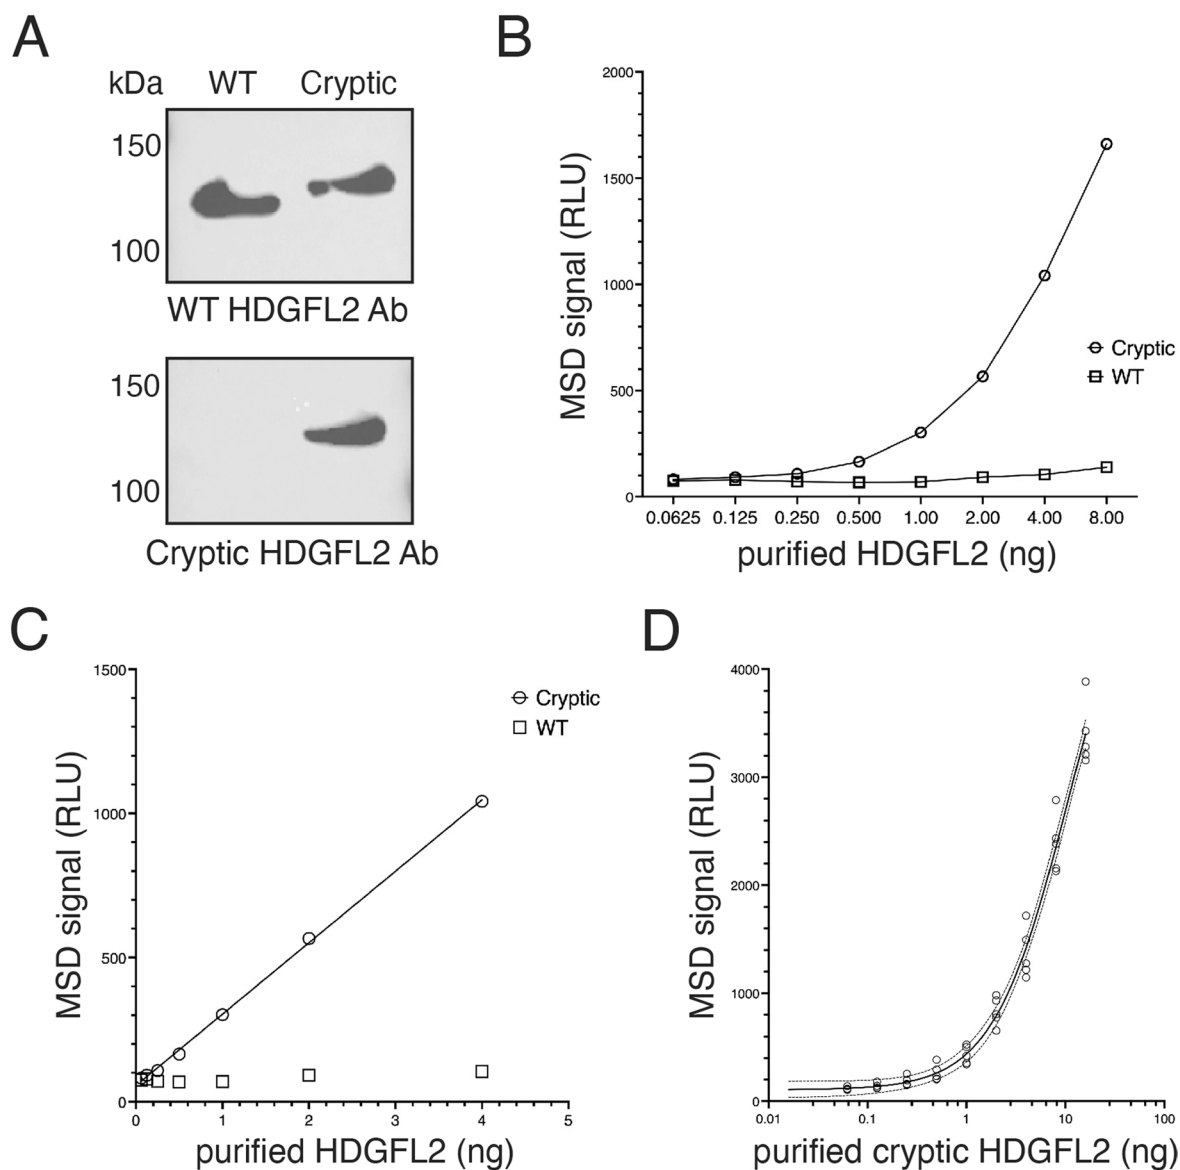 A
kDa WT Cryptic
150
100
WT HDGFL2 Ab
150
100
Cryptic HDGFL2 Ab
B
MSD signal (RLU)
2000
1500
1000
500
0
0.0625 0.125 0.250 0.500 1.00 2.00 4.00 8.00
purified HDGFL2 (ng)
Cryptic
WT
C
MSD signal (RLU)
1500
1000
500
0
0 1 2 3 4 5
purified HDGFL2 (ng)
Cryptic
WT
D
MSD signal (RLU)
4000
3000
2000
1000
0
0.01 0.1 1 10 100
purified cryptic HDGFL2 (ng)